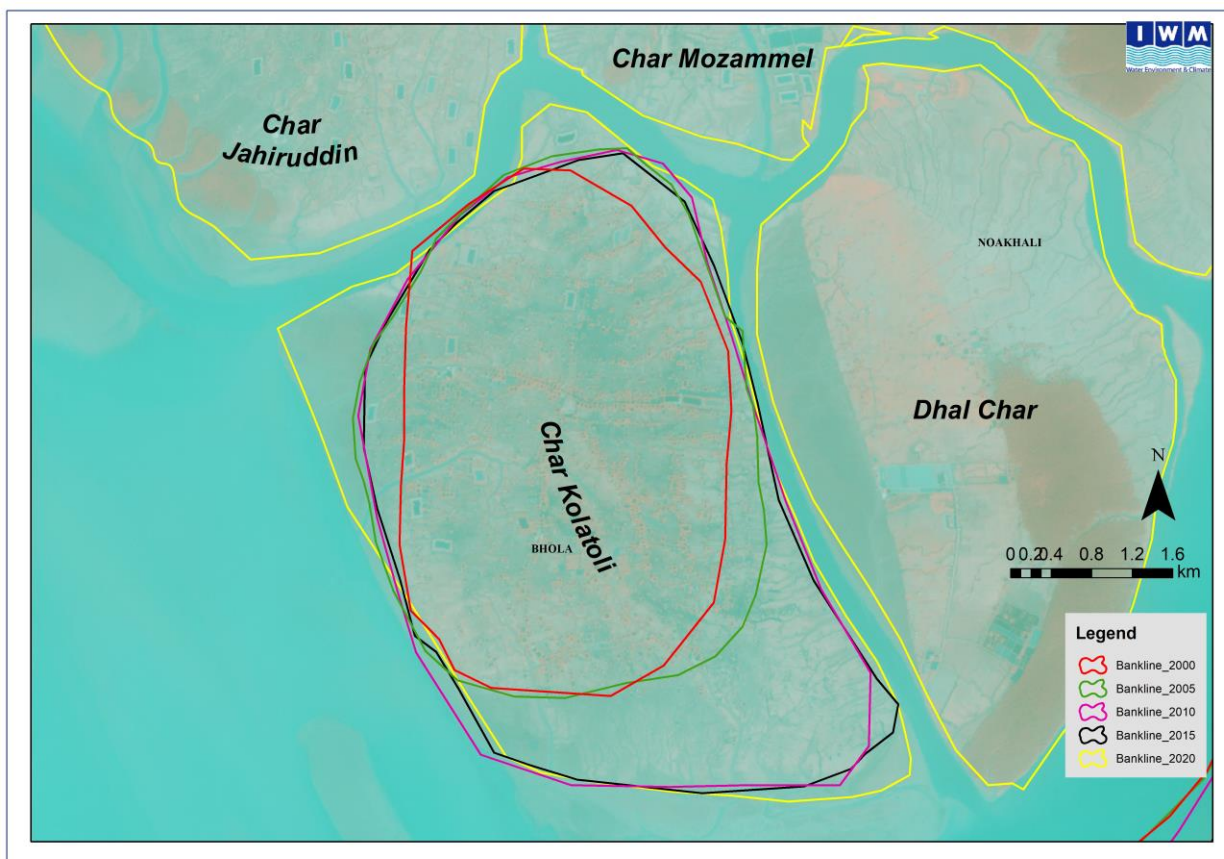 IWM
Water Environment & Climate
Char Mozammel
Char
Jahiruddin
NOAKHALI
Dhal Char
Char Kolatoli
BHOLA
N
0 0.2 0.4 0.8 1.2 1.6
km
Legend
Bankline_2000
Bankline_2005
Bankline_2010
Bankline_2015
Bankline_2020